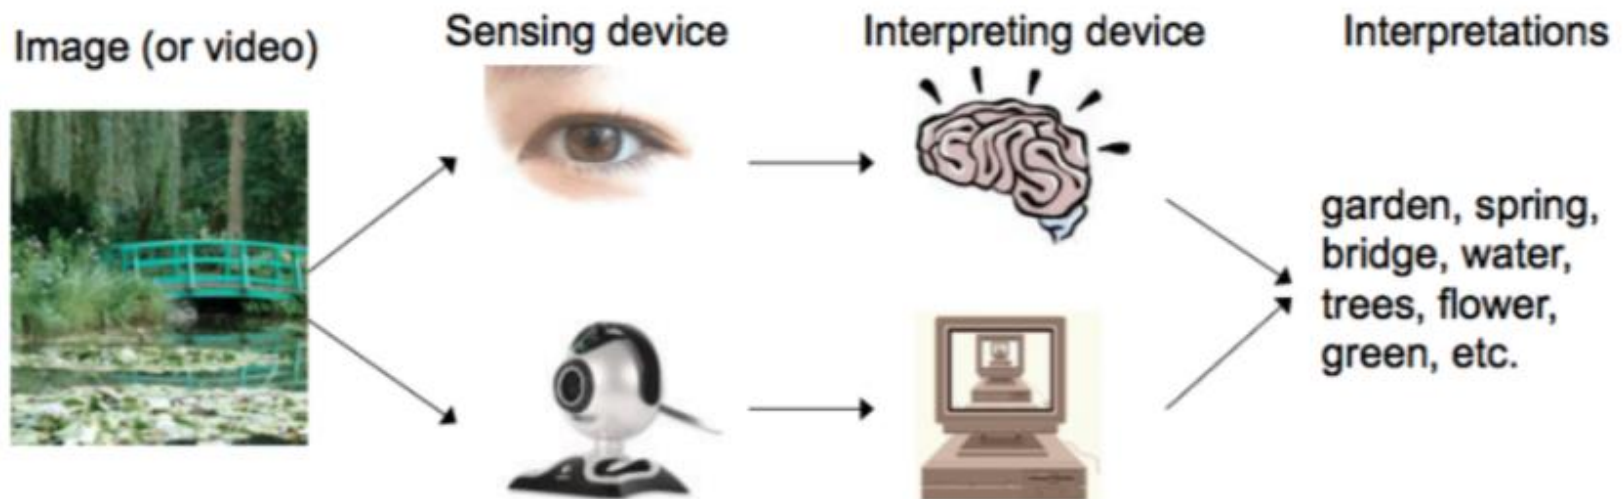 Image (or video)
Sensing device
Interpreting device
Interpretations
garden, spring,
bridge, water,
trees, flower,
green, etc.